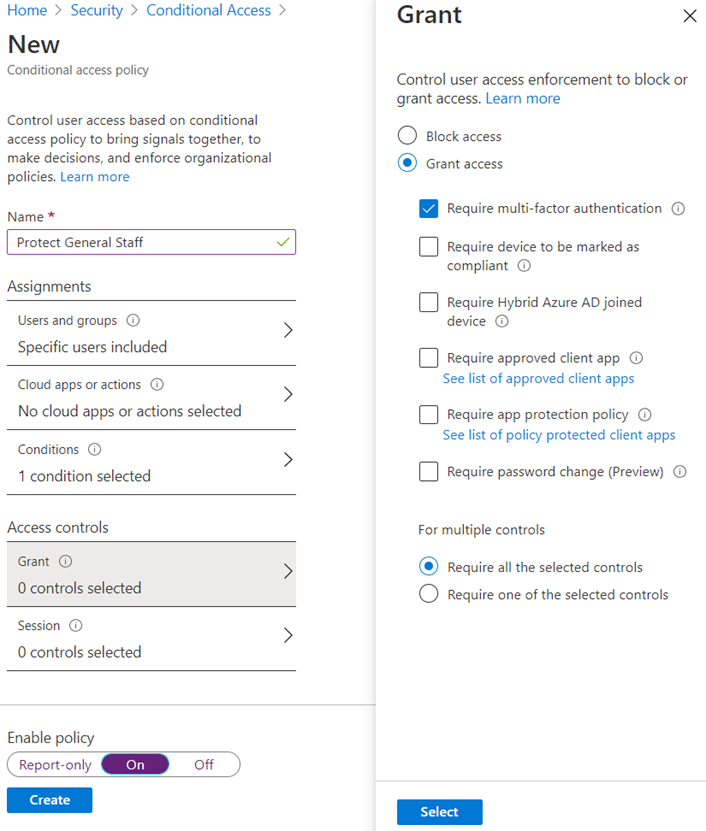 Home > Security > Conditional Access >
New
Conditional access policy
Control user access based on conditional
access policy to bring signals together, to
make decisions, and enforce organizational
policies. Learn more
Name *
Protect General Staff
Assignments
Users and groups
Specific users included
Cloud apps or actions
No cloud apps or actions selected
Conditions
1 condition selected
Access controls
Grant
0 controls selected
Session
0 controls selected
Enable policy
Report-only On Off
Create
Grant
Control user access enforcement to block or
grant access. Learn more
Block access
Grant access
Require multi-factor authentication
Require device to be marked as
compliant
Require Hybrid Azure AD joined
device
Require approved client app
See list of approved client apps
Require app protection policy
See list of policy protected client apps
Require password change (Preview)
For multiple controls
Require all the selected controls
Require one of the selected controls
Select